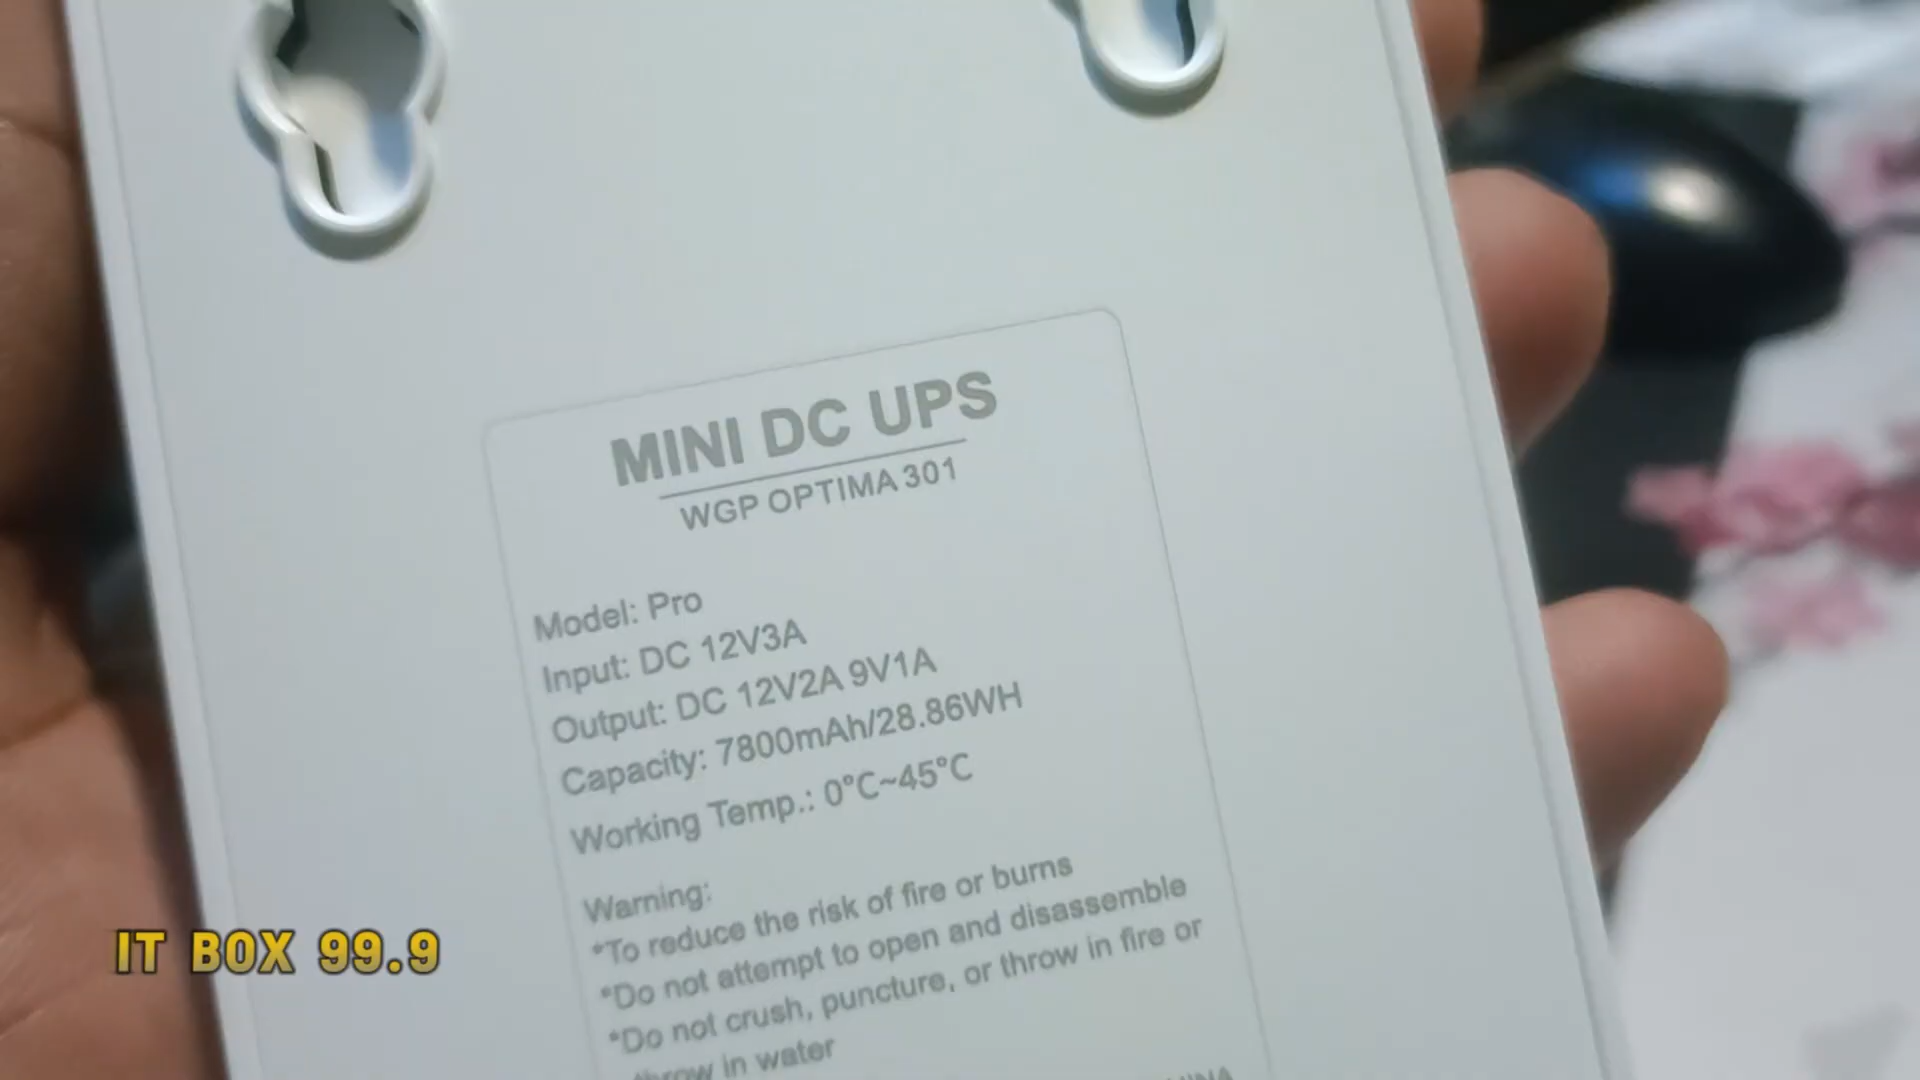 MINI DC UPS
WGP OPTIMA 301
Model: Pro
Input: DC 12V3A
Output: DC 12V2A 9V1A
Capacity: 7800mAh/28.86WH
Working Temp.: 0°C~45°C
Warning:
*To reduce the risk of fire or burns
*Do not attempt to open and disassemble
*Do not crush, puncture, or throw in fire or
throw in water
IT BOX 99.9